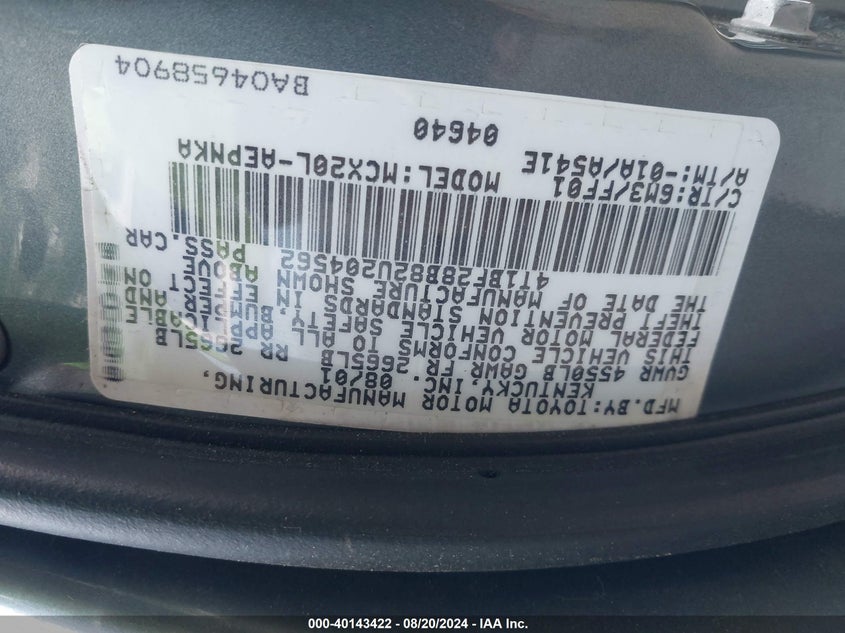 MFD.BY:TOYOTA MOTOR MANUFACTURING,
KENTUCKY, INC. 08/01
GVWR 4550LB GAWR FR 2665LB RR 2665LB
THIS VEHICLE CONFORMS TO ALL APPLICABLE
FEDERAL MOTOR VEHICLE SAFETY, BUMPER, AND
THEFT PREVENTION STANDARDS IN EFFECT ON
THE DATE OF MANUFACTURE SHOWN ABOVE.
4T1BF28B82U204562 PASS.CAR
C/TR:6M3/FF01 MODEL:MCX20L-AEPNKA
A/TM:-01A/A541E
04640
BA04658904
000-40143422 - 08/20/2024 - IAA Inc.